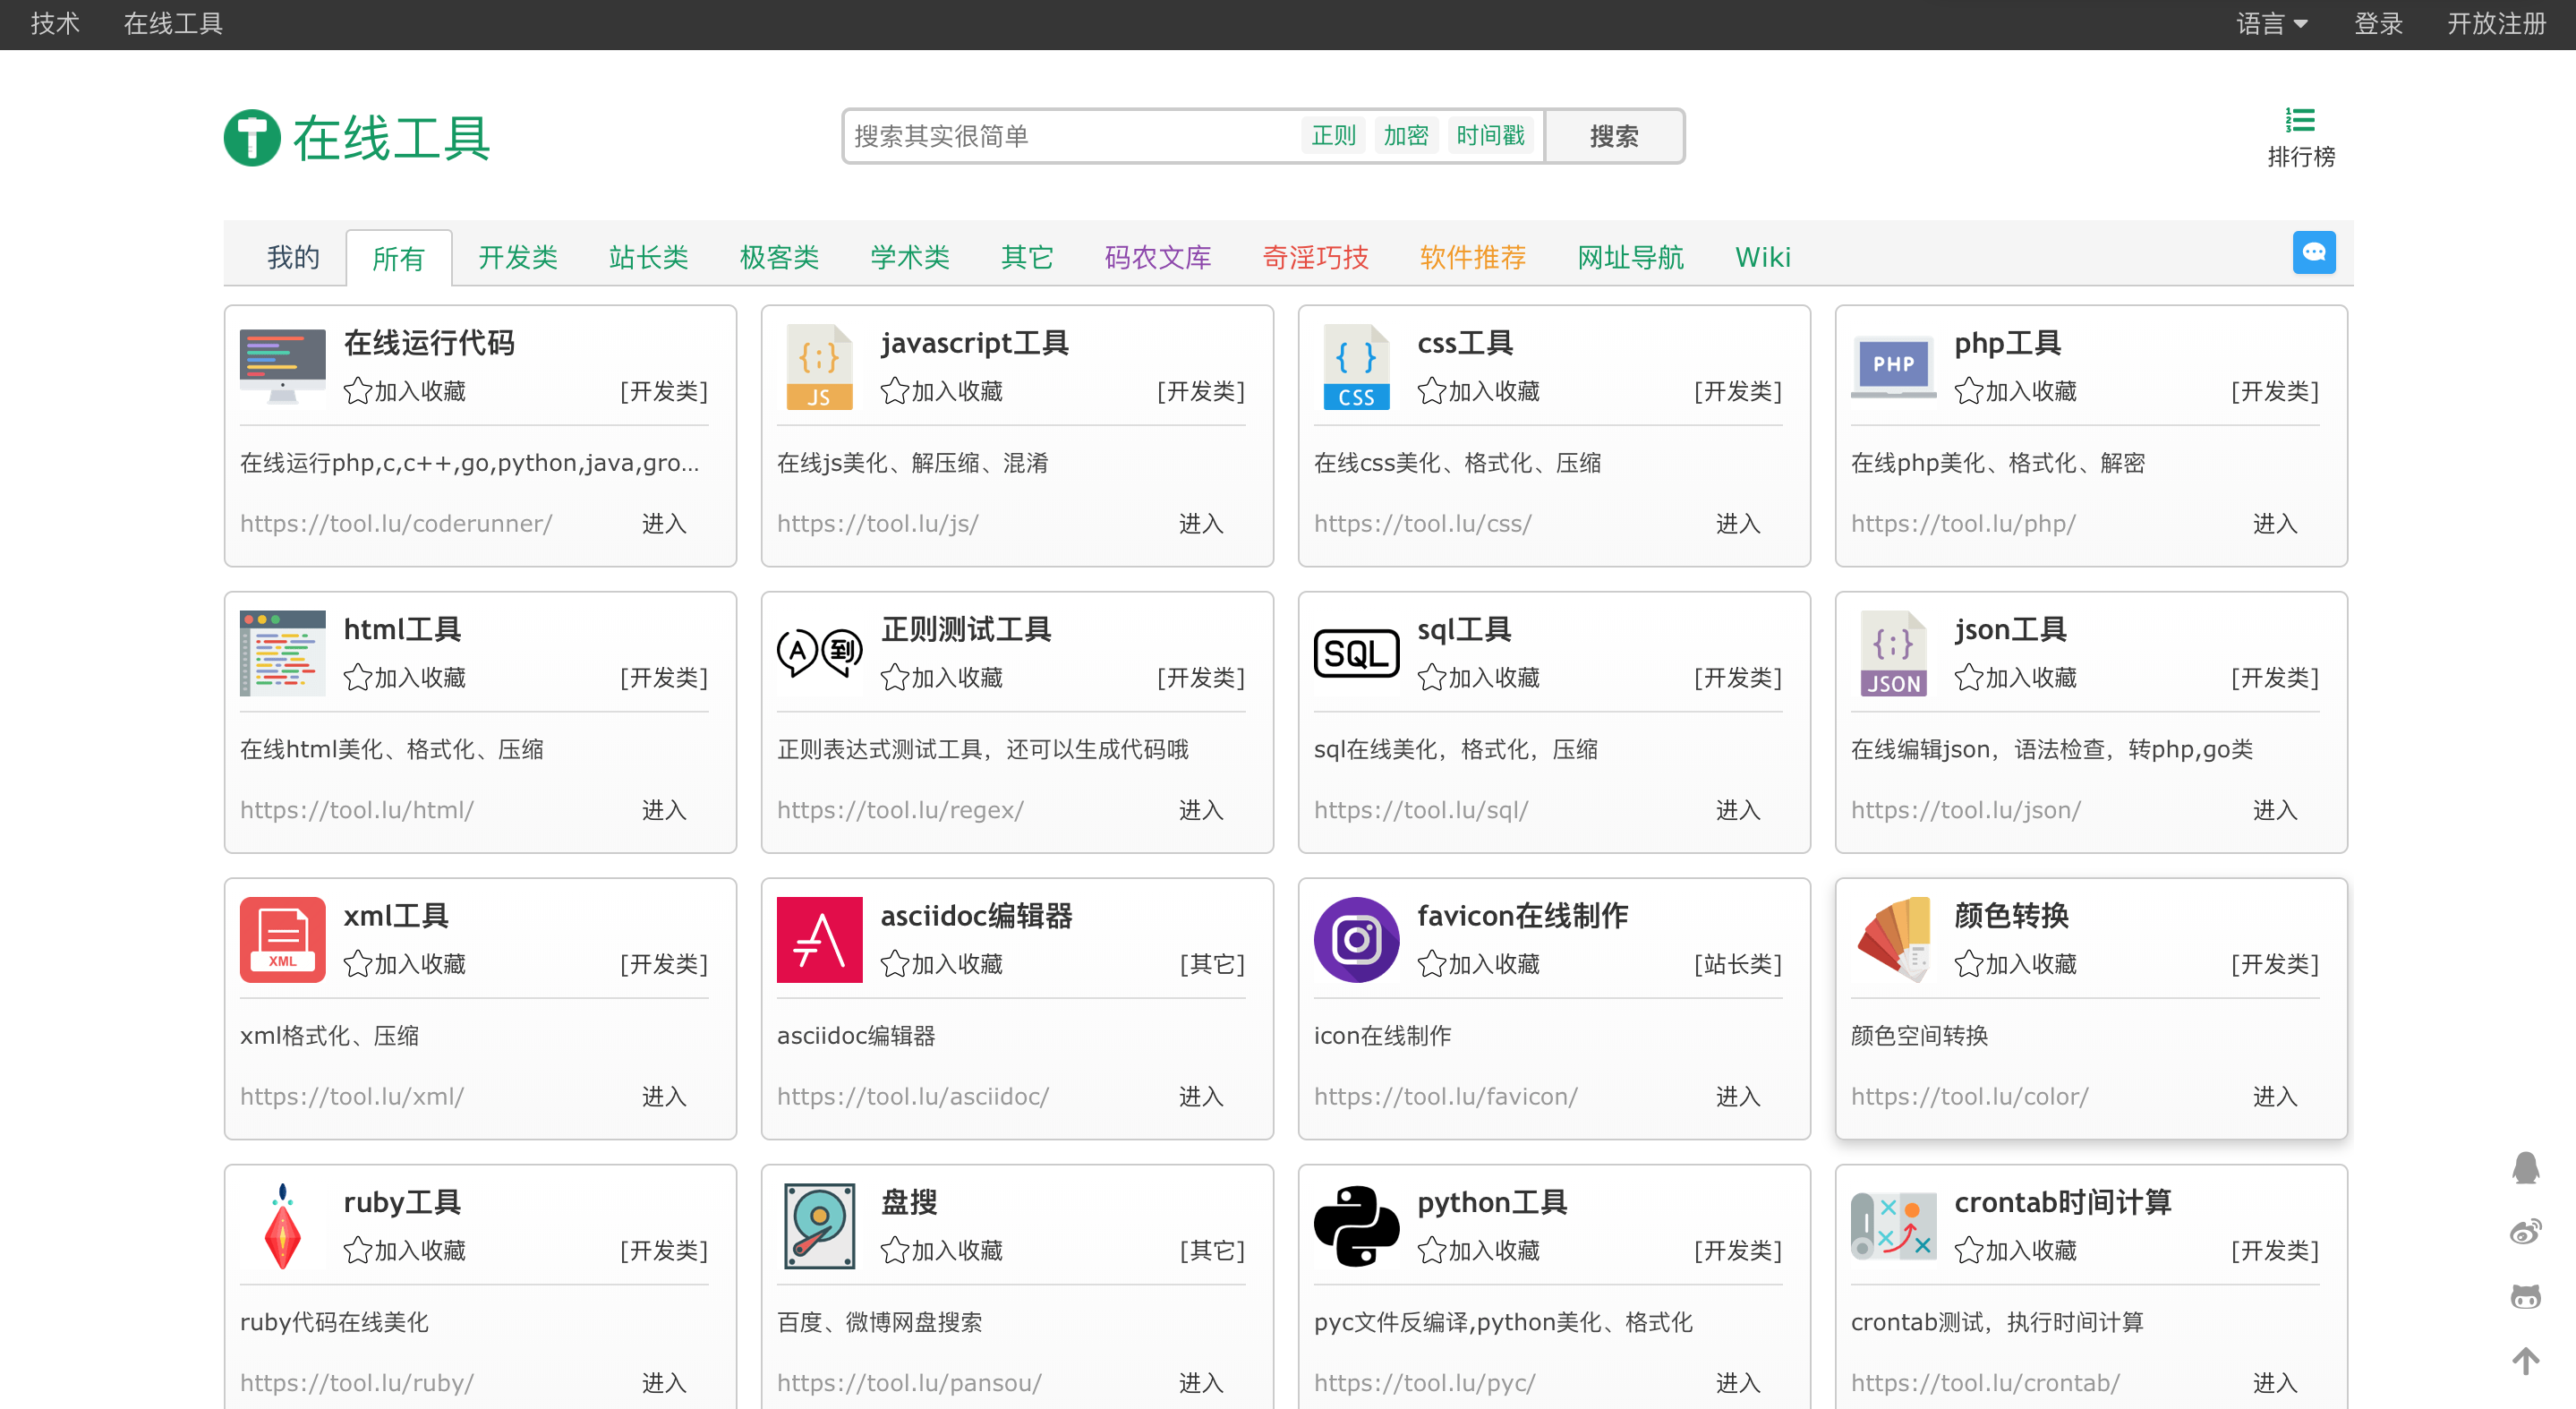 技术 在线工具 语言 登录 开放注册
在线工具
搜索其实很简单 正则 加密 时间戳 搜索
排行榜
我的 所有 开发类 站长类 极客类 学术类 其它 码农文库 奇淫巧技 软件推荐 网址导航 Wiki
在线运行代码
加入收藏 [开发类]
在线运行php,c,c++,go,python,java,gro...
https://tool.lu/coderunner/ 进入
JS
javascript工具
加入收藏 [开发类]
在线js美化、解压缩、混淆
https://tool.lu/js/ 进入
CSS
css工具
加入收藏 [开发类]
在线css美化、格式化、压缩
https://tool.lu/css/ 进入
PHP
php工具
加入收藏 [开发类]
在线php美化、格式化、解密
https://tool.lu/php/ 进入
html工具
加入收藏 [开发类]
在线html美化、格式化、压缩
https://tool.lu/html/ 进入
A 到
正则测试工具
加入收藏 [开发类]
正则表达式测试工具，还可以生成代码哦
https://tool.lu/regex/ 进入
SQL
sql工具
加入收藏 [开发类]
sql在线美化，格式化，压缩
https://tool.lu/sql/ 进入
JSON
json工具
加入收藏 [开发类]
在线编辑json，语法检查，转php,go类
https://tool.lu/json/ 进入
XML
xml工具
加入收藏 [开发类]
xml格式化、压缩
https://tool.lu/xml/ 进入
asciidoc编辑器
加入收藏 [其它]
asciidoc编辑器
https://tool.lu/asciidoc/ 进入
favicon在线制作
加入收藏 [站长类]
icon在线制作
https://tool.lu/favicon/ 进入
颜色转换
加入收藏 [开发类]
颜色空间转换
https://tool.lu/color/ 进入
ruby工具
加入收藏 [开发类]
ruby代码在线美化
https://tool.lu/ruby/ 进入
盘搜
加入收藏 [其它]
百度、微博网盘搜索
https://tool.lu/pansou/ 进入
python工具
加入收藏 [开发类]
pyc文件反编译,python美化、格式化
https://tool.lu/pyc/ 进入
crontab时间计算
加入收藏 [开发类]
crontab测试，执行时间计算
https://tool.lu/crontab/ 进入